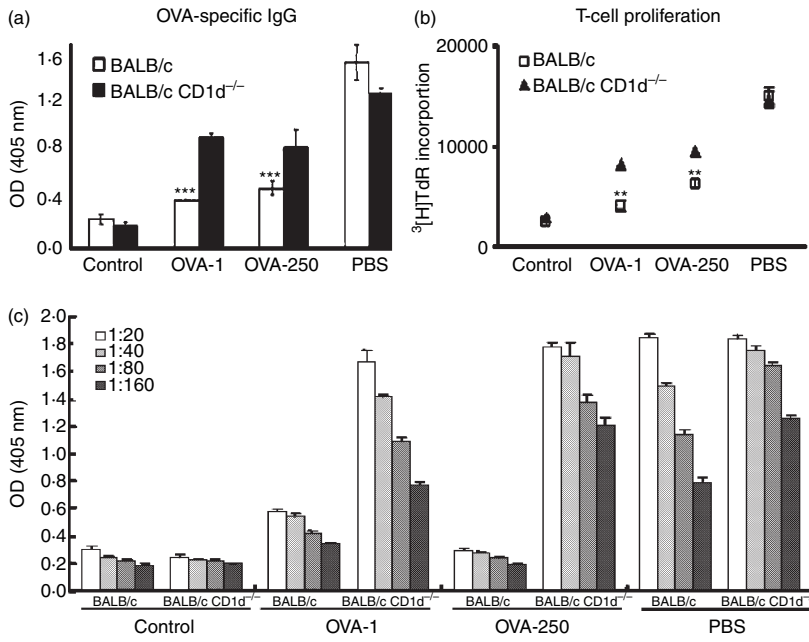 (a)
OVA-specific IgG
BALB/c
BALB/c CD1d–/–
OD (405 nm)
1·6
1·2
0·8
0·4
0·0
***
***
Control
OVA-1
OVA-250
PBS
(b)
T-cell proliferation
BALB/c
BALB/c CD1d–/–
3[H]TdR incorportion
20000
10000
0
**
**
Control
OVA-1
OVA-250
PBS
(c)
1:20
1:40
1:80
1:160
OD (405 nm)
2·0
1·8
1·6
1·4
1·2
1·0
0·8
0·6
0·4
0·2
0·0
BALB/c BALB/c CD1d–/– BALB/c BALB/c CD1d–/– BALB/c BALB/c CD1d–/– BALB/c BALB/c CD1d–/–
Control OVA-1 OVA-250 PBS